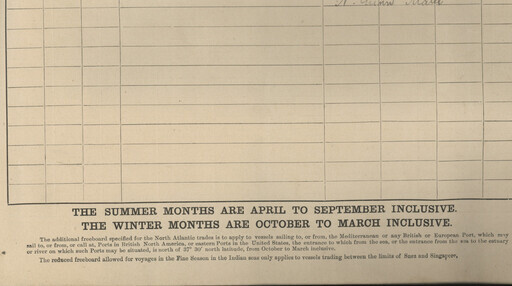 THE SUMMER MONTHS ARE APRIL TO SEPTEMBER INCLUSIVE.
THE WINTER MONTHS ARE OCTOBER TO MARCH INCLUSIVE.
The additional freeboard specified for the North Atlantic trades is to apply to vessels sailing to, or from, the Mediterranean or any British or European Port, which may
sail to, or from, or call at, Ports in British North America, or eastern Ports in the United States, the entrance to which from the sea, or the entrance from the sea to the estuary
or river on which such Ports may be situated, is north of 37° 30' north latitude, from October to March inclusive.
The reduced freeboard allowed for voyages in the Fine Season in the Indian seas only applies to vessels trading between the limits of Suez and Singapore.